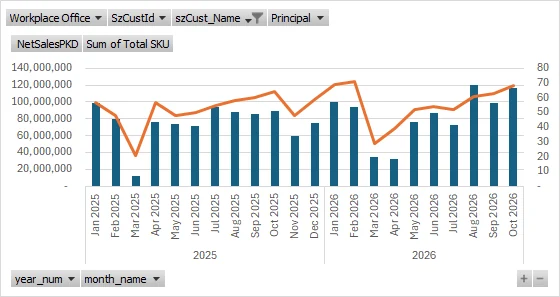 Workplace Office SzCustId szCust_Name Principal
NetSalesPKD Sum of Total SKU
140,000,000 80
120,000,000 70
100,000,000 60
80,000,000 50
60,000,000 40
40,000,000 30
20,000,000 20
10
- -
Jan 2025 Feb 2025 Mar 2025 Apr 2025 May 2025 Jun 2025 Jul 2025 Aug 2025 Sep 2025 Oct 2025 Nov 2025 Dec 2025 Jan 2026 Feb 2026 Mar 2026 Apr 2026 May 2026 Jun 2026 Jul 2026 Aug 2026 Sep 2026 Oct 2026
2025 2026
year_num month_name + -